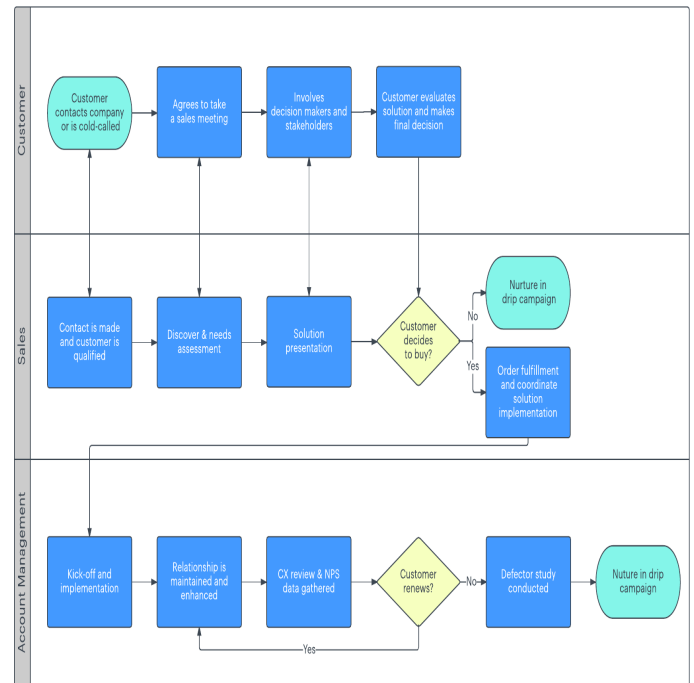 Customer
Customer
contacts company
or is cold-called
Agrees to take
a sales meeting
Involves
decision makers and
stakeholders
Customer evaluates
solution and makes
final decision
Sales
Contact is made
and customer is
qualified
Discover & needs
assessment
Solution
presentation
Customer
decides
to buy?
No
Nurture in
drip campaign
Yes
Order fulfillment
and coordinate
solution
implementation
Account Management
Kick-off and
implementation
Relationship is
maintained and
enhanced
CX review & NPS
data gathered
Customer
renews?
No
Defector study
conducted
Nuture in drip
campaign
Yes